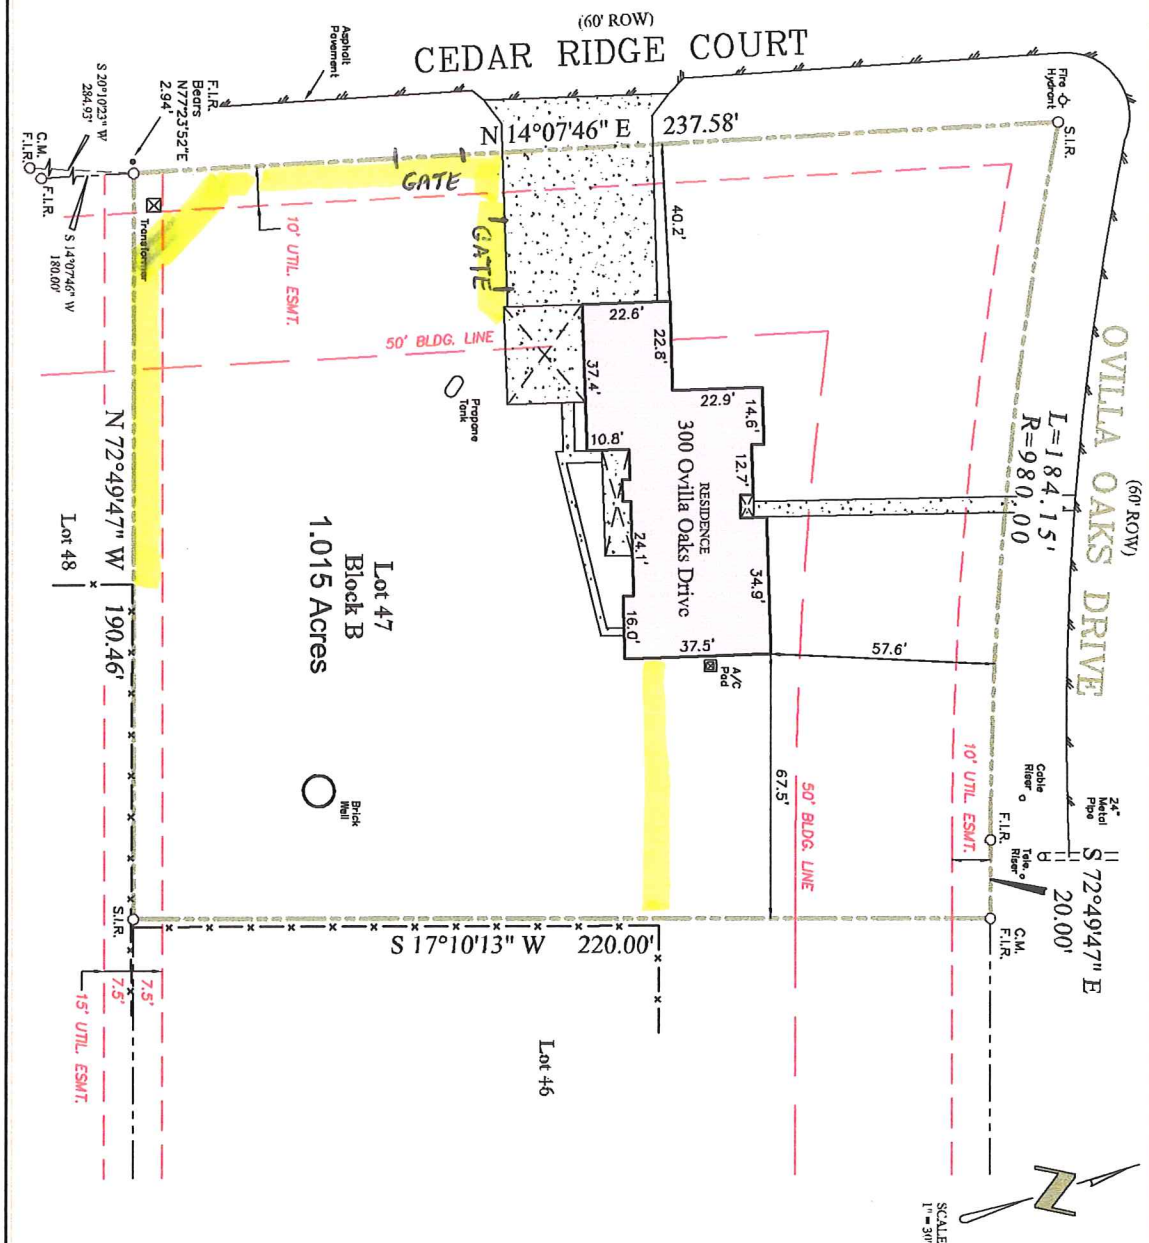 (60' ROW)
CEDAR RIDGE COURT
Asphalt
Pavement
Fire
Hydrant
S.I.R.
S 20°10'23" W
284.93'
F.I.R.
Bears
N77°23'52"E
2.94'
C.M.
F.I.R.
F.I.R.
S 14°07'46" W
180.00'
N 14°07'46" E 237.58'
GATE
GATE
Transformer
10' UTIL. ESMT.
40.2'
50' BLDG. LINE
22.6'
22.8'
37.4'
22.9'
14.6'
10.8'
12.7'
Propane
Tank
RESIDENCE
300 Ovilla Oaks Drive
24.1'
34.9'
16.0'
37.5'
57.6'
A/C
Pad
67.5'
OVILLA OAKS DRIVE
(60' ROW)
L=184.15'
R=980.00
N 72°49'47" W 190.46'
Lot 48
Lot 47
Block B
1.015 Acres
Brick
Well
50' BLDG. LINE
10' UTIL. ESMT.
Cable
Riser
24"
Metal
Pipe
F.I.R.
Tele.
Riser
S 72°49'47" E
20.00'
C.M.
F.I.R.
S.I.R.
S 17°10'13" W 220.00'
7.5'
7.5'
15' UTIL. ESMT.
Lot 46
N
SCALE
1" = 30'